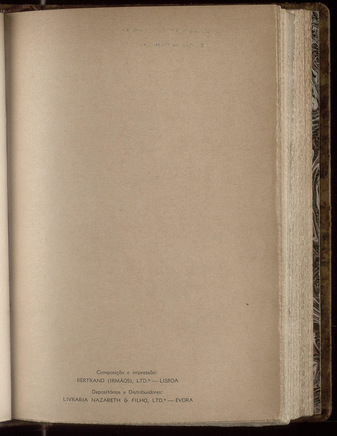 Composição e impressão:
BERTRAND (IRMÃOS), LTD.ª — LISBOA
Depositários e Distribuidores:
LIVRARIA NAZARETH & FILHO, LTD.ª — ÉVORA